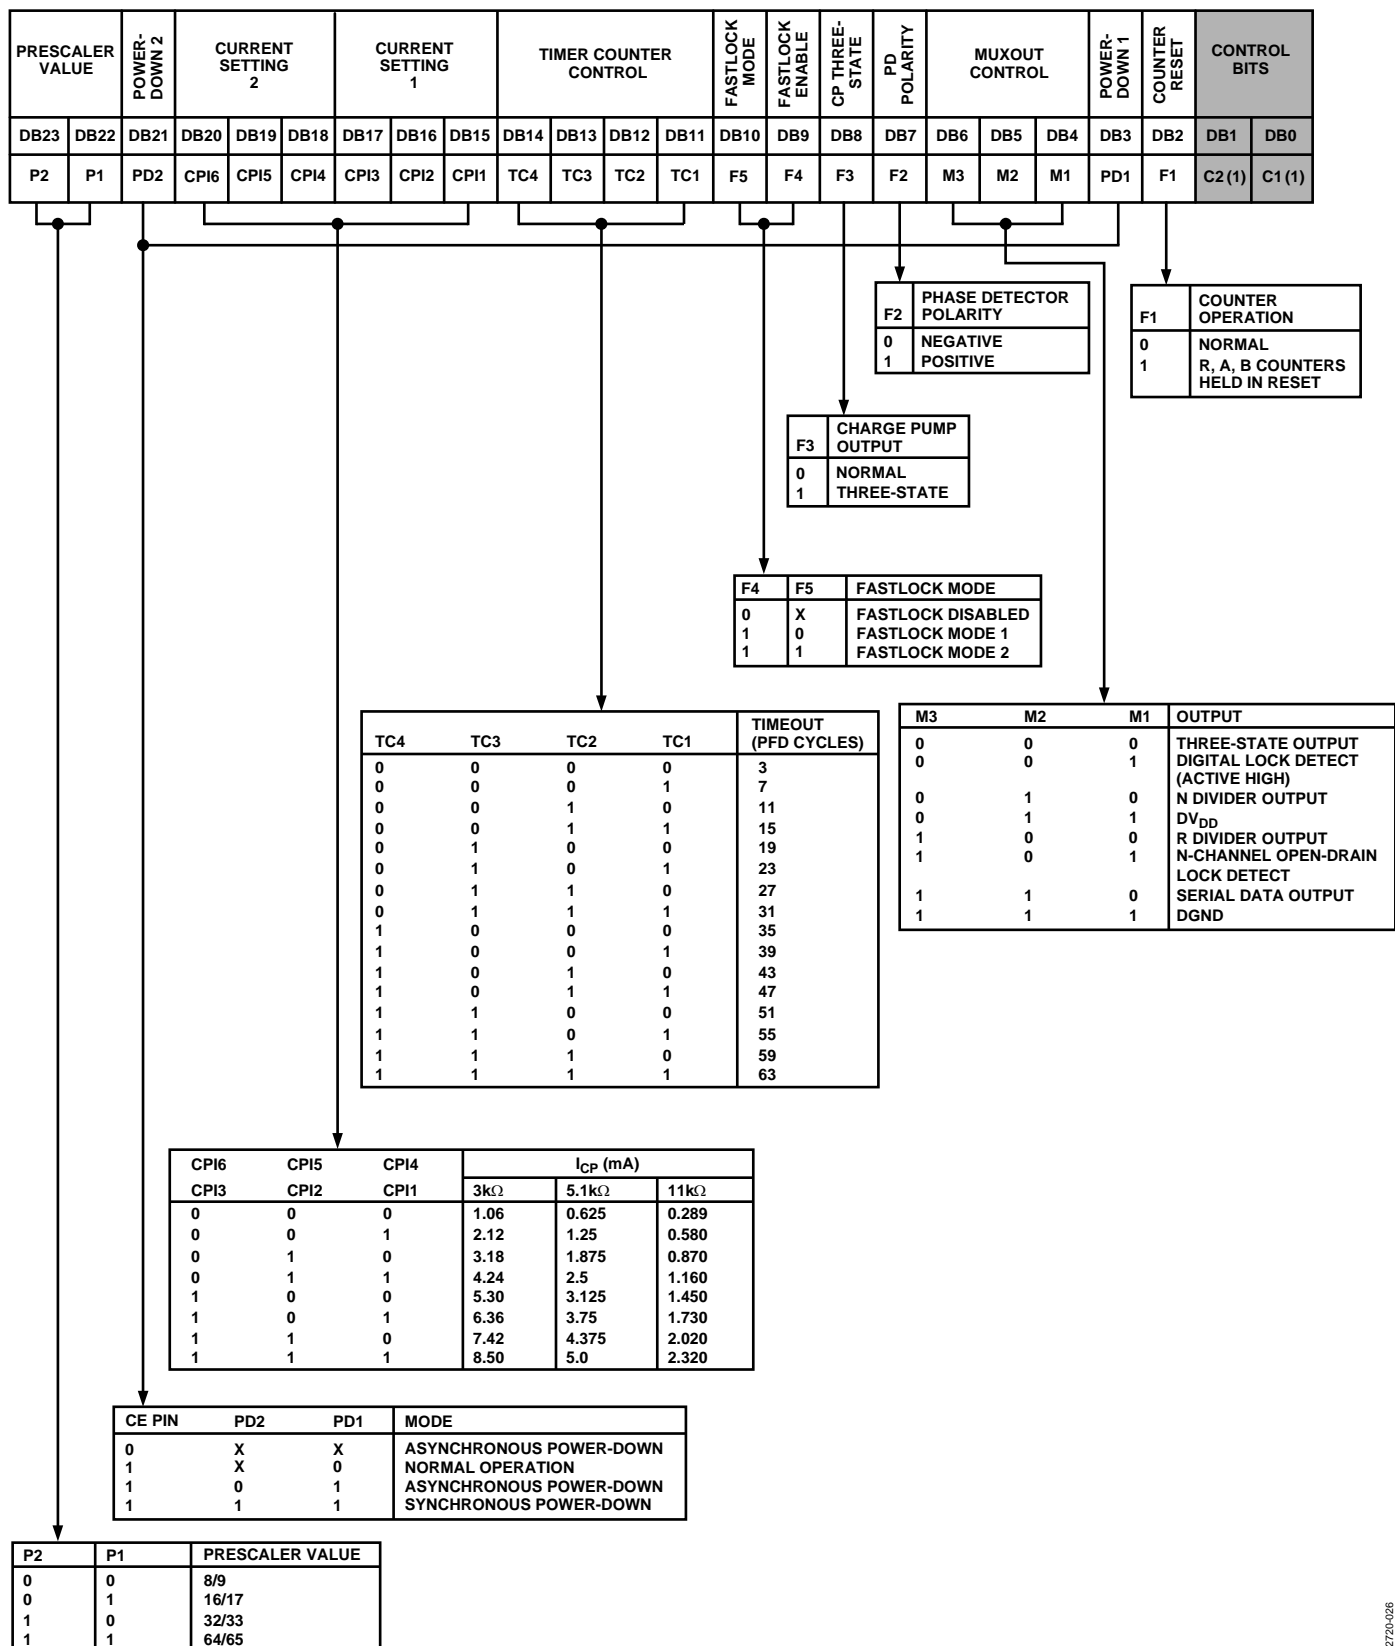 PRESCALER VALUE
POWER-DOWN 2
CURRENT SETTING 2
CURRENT SETTING 1
TIMER COUNTER CONTROL
FASTLOCK MODE
FASTLOCK ENABLE
CP THREE-STATE
PD POLARITY
MUXOUT CONTROL
POWER-DOWN 1
COUNTER RESET
CONTROL BITS
DB23 DB22 DB21 DB20 DB19 DB18 DB17 DB16 DB15 DB14 DB13 DB12 DB11 DB10 DB9 DB8 DB7 DB6 DB5 DB4 DB3 DB2 DB1 DB0
P2 P1 PD2 CPI6 CPI5 CPI4 CPI3 CPI2 CPI1 TC4 TC3 TC2 TC1 F5 F4 F3 F2 M3 M2 M1 PD1 F1 C2 (1) C1 (1)
F2 PHASE DETECTOR POLARITY
0 NEGATIVE
1 POSITIVE
F1 COUNTER OPERATION
0 NORMAL
1 R, A, B COUNTERS
HELD IN RESET
F3 CHARGE PUMP OUTPUT
0 NORMAL
1 THREE-STATE
F4 F5 FASTLOCK MODE
0 X FASTLOCK DISABLED
1 0 FASTLOCK MODE 1
1 1 FASTLOCK MODE 2
M3 M2 M1 OUTPUT
0 0 0 THREE-STATE OUTPUT
0 0 1 DIGITAL LOCK DETECT
(ACTIVE HIGH)
0 1 0 N DIVIDER OUTPUT
0 1 1 DVDD
1 0 0 R DIVIDER OUTPUT
1 0 1 N-CHANNEL OPEN-DRAIN
LOCK DETECT
1 1 0 SERIAL DATA OUTPUT
1 1 1 DGND
TC4 TC3 TC2 TC1 TIMEOUT (PFD CYCLES)
0 0 0 0 3
0 0 0 1 7
0 0 1 0 11
0 0 1 1 15
0 1 0 0 19
0 1 0 1 23
0 1 1 0 27
0 1 1 1 31
1 0 0 0 35
1 0 0 1 39
1 0 1 0 43
1 0 1 1 47
1 1 0 0 51
1 1 0 1 55
1 1 1 0 59
1 1 1 1 63
CPI6 CPI5 CPI4 ICP (mA)
CPI3 CPI2 CPI1 3kΩ 5.1kΩ 11kΩ
0 0 0 1.06 0.625 0.289
0 0 1 2.12 1.25 0.580
0 1 0 3.18 1.875 0.870
0 1 1 4.24 2.5 1.160
1 0 0 5.30 3.125 1.450
1 0 1 6.36 3.75 1.730
1 1 0 7.42 4.375 2.020
1 1 1 8.50 5.0 2.320
CE PIN PD2 PD1 MODE
0 X X ASYNCHRONOUS POWER-DOWN
1 X 0 NORMAL OPERATION
1 0 1 ASYNCHRONOUS POWER-DOWN
1 1 1 SYNCHRONOUS POWER-DOWN
P2 P1 PRESCALER VALUE
0 0 8/9
0 1 16/17
1 0 32/33
1 1 64/65
2720-026